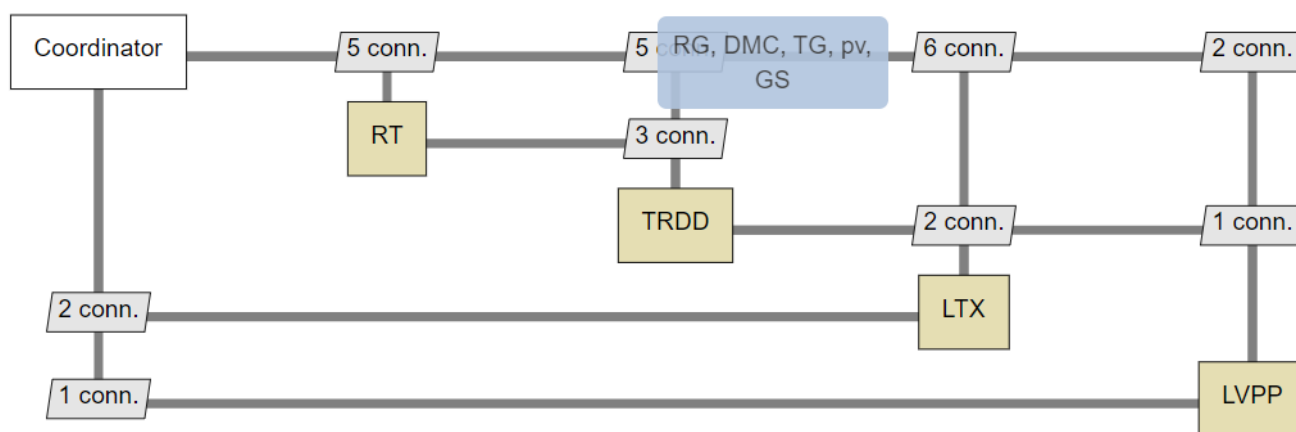 Coordinator
5 conn.
5 conn.
RG, DMC, TG, pv,
GS
6 conn.
2 conn.
RT
3 conn.
TRDD
2 conn.
1 conn.
2 conn.
LTX
1 conn.
LVPP